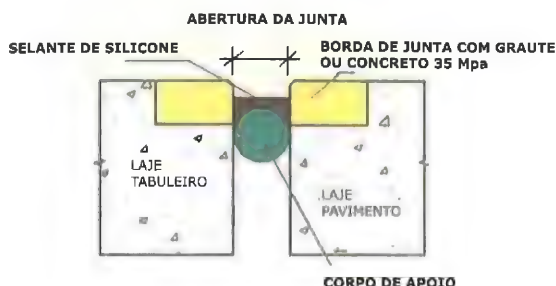 ABERTURA DA JUNTA
SELANTE DE SILICONE
BORDA DE JUNTA COM GRAUTE
OU CONCRETO 35 Mpa
LAJE
TABULEIRO
LAJE
PAVIMENTO
CORPO DE APOIO